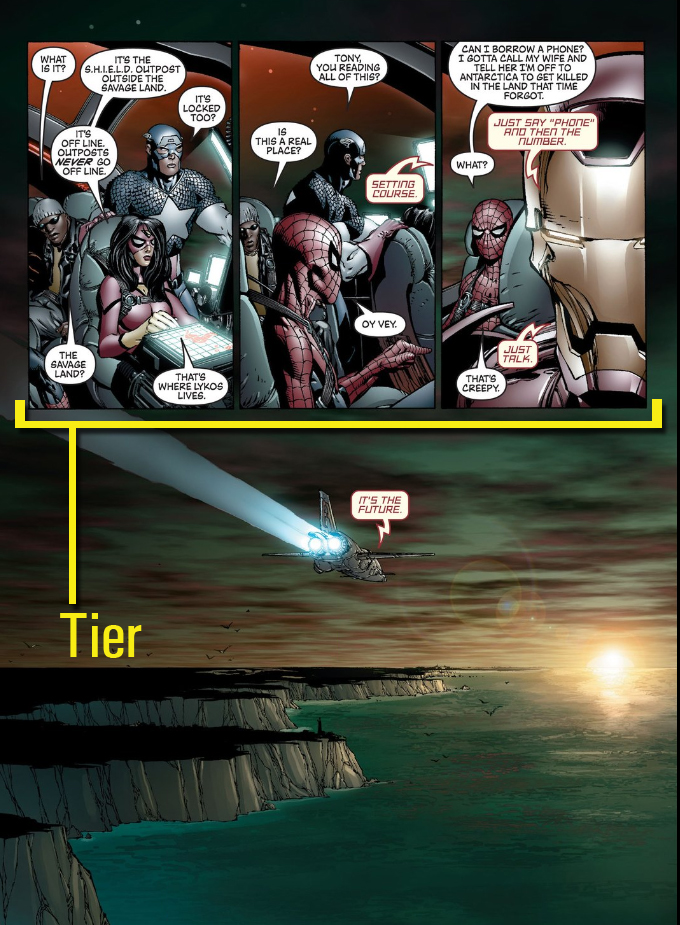 WHAT
IS IT?
IT'S THE
S.H.I.E.L.D. OUTPOST
OUTSIDE THE
SAVAGE LAND.
IT'S
LOCKED
TOO?
IT'S
OFF LINE.
OUTPOSTS
NEVER GO
OFF LINE.
THE
SAVAGE
LAND?
THAT'S
WHERE LYKOS
LIVES.
TONY,
YOU READING
ALL OF THIS?
IS
THIS A REAL
PLACE?
SETTING
COURSE.
OY VEY.
CAN I BORROW A PHONE?
I GOTTA CALL MY WIFE AND
TELL HER I'M OFF TO
ANTARCTICA TO GET KILLED
IN THE LAND THAT TIME
FORGOT.
JUST SAY "PHONE"
AND THEN THE
NUMBER.
WHAT?
JUST
TALK.
THAT'S
CREEPY.
IT'S THE
FUTURE.
Tier